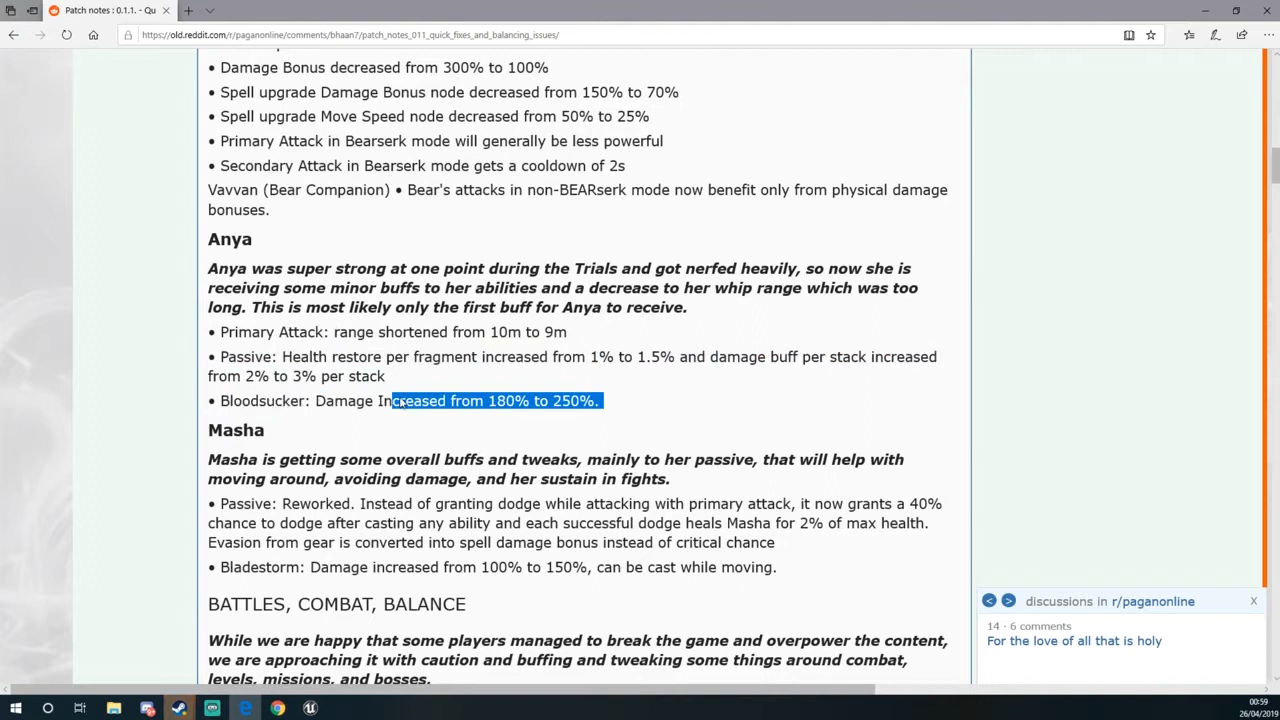 Patch notes : 0.1.1. - Qu
https://old.reddit.com/r/paganonline/comments/bhaan7/patch_notes_011_quick_fixes_and_balancing_issues/
• Damage Bonus decreased from 300% to 100%
• Spell upgrade Damage Bonus node decreased from 150% to 70%
• Spell upgrade Move Speed node decreased from 50% to 25%
• Primary Attack in Bearserk mode will generally be less powerful
• Secondary Attack in Bearserk mode gets a cooldown of 2s
Vavvan (Bear Companion) • Bear's attacks in non-BEARserk mode now benefit only from physical damage
bonuses.
Anya
Anya was super strong at one point during the Trials and got nerfed heavily, so now she is
receiving some minor buffs to her abilities and a decrease to her whip range which was too
long. This is most likely only the first buff for Anya to receive.
• Primary Attack: range shortened from 10m to 9m
• Passive: Health restore per fragment increased from 1% to 1.5% and damage buff per stack increased
from 2% to 3% per stack
• Bloodsucker: Damage Increased from 180% to 250%.
Masha
Masha is getting some overall buffs and tweaks, mainly to her passive, that will help with
moving around, avoiding damage, and her sustain in fights.
• Passive: Reworked. Instead of granting dodge while attacking with primary attack, it now grants a 40%
chance to dodge after casting any ability and each successful dodge heals Masha for 2% of max health.
Evasion from gear is converted into spell damage bonus instead of critical chance
• Bladestorm: Damage increased from 100% to 150%, can be cast while moving.
BATTLES, COMBAT, BALANCE
While we are happy that some players managed to break the game and overpower the content,
we are approaching it with caution and buffing and tweaking some things around combat,
levels, missions, and bosses.
discussions in r/paganonline X
14 · 6 comments
For the love of all that is holy
00:59
26/04/2019